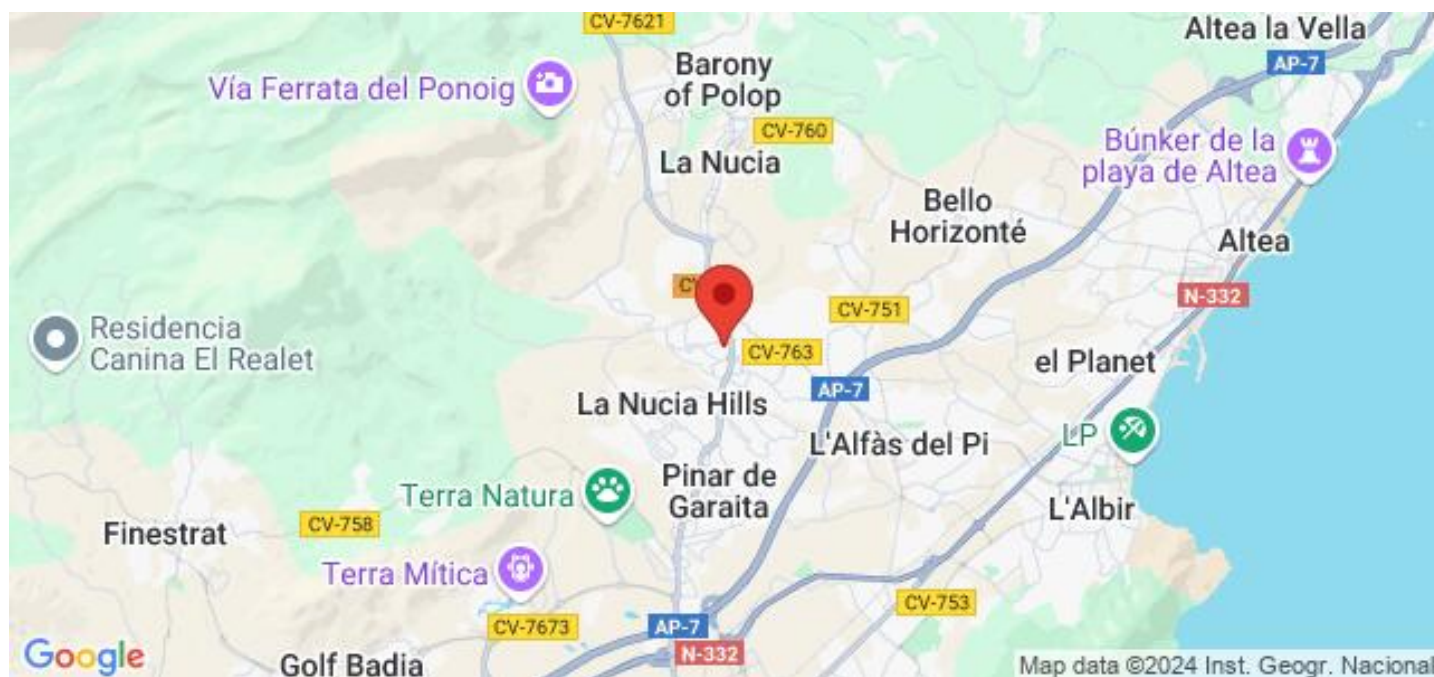 CV-7621
Altea la Vella
AP-7
Barony
of Polop
Vía Ferrata del Ponoig
CV-760
La Nucia
Búnker de la
playa de Altea
Bello
Horizonté
Altea
N-332
CV-751
Residencia
Canina El Realet
CV-763
el Planet
AP-7
La Nucia Hills
LP
L'Alfàs del Pi
Pinar de
Garaita
Terra Natura
L'Albir
CV-758
Finestrat
Terra Mítica
CV-753
CV-7673
AP-7
N-332
Google
Golf Badia
Map data ©2024 Inst. Geogr. Nacional